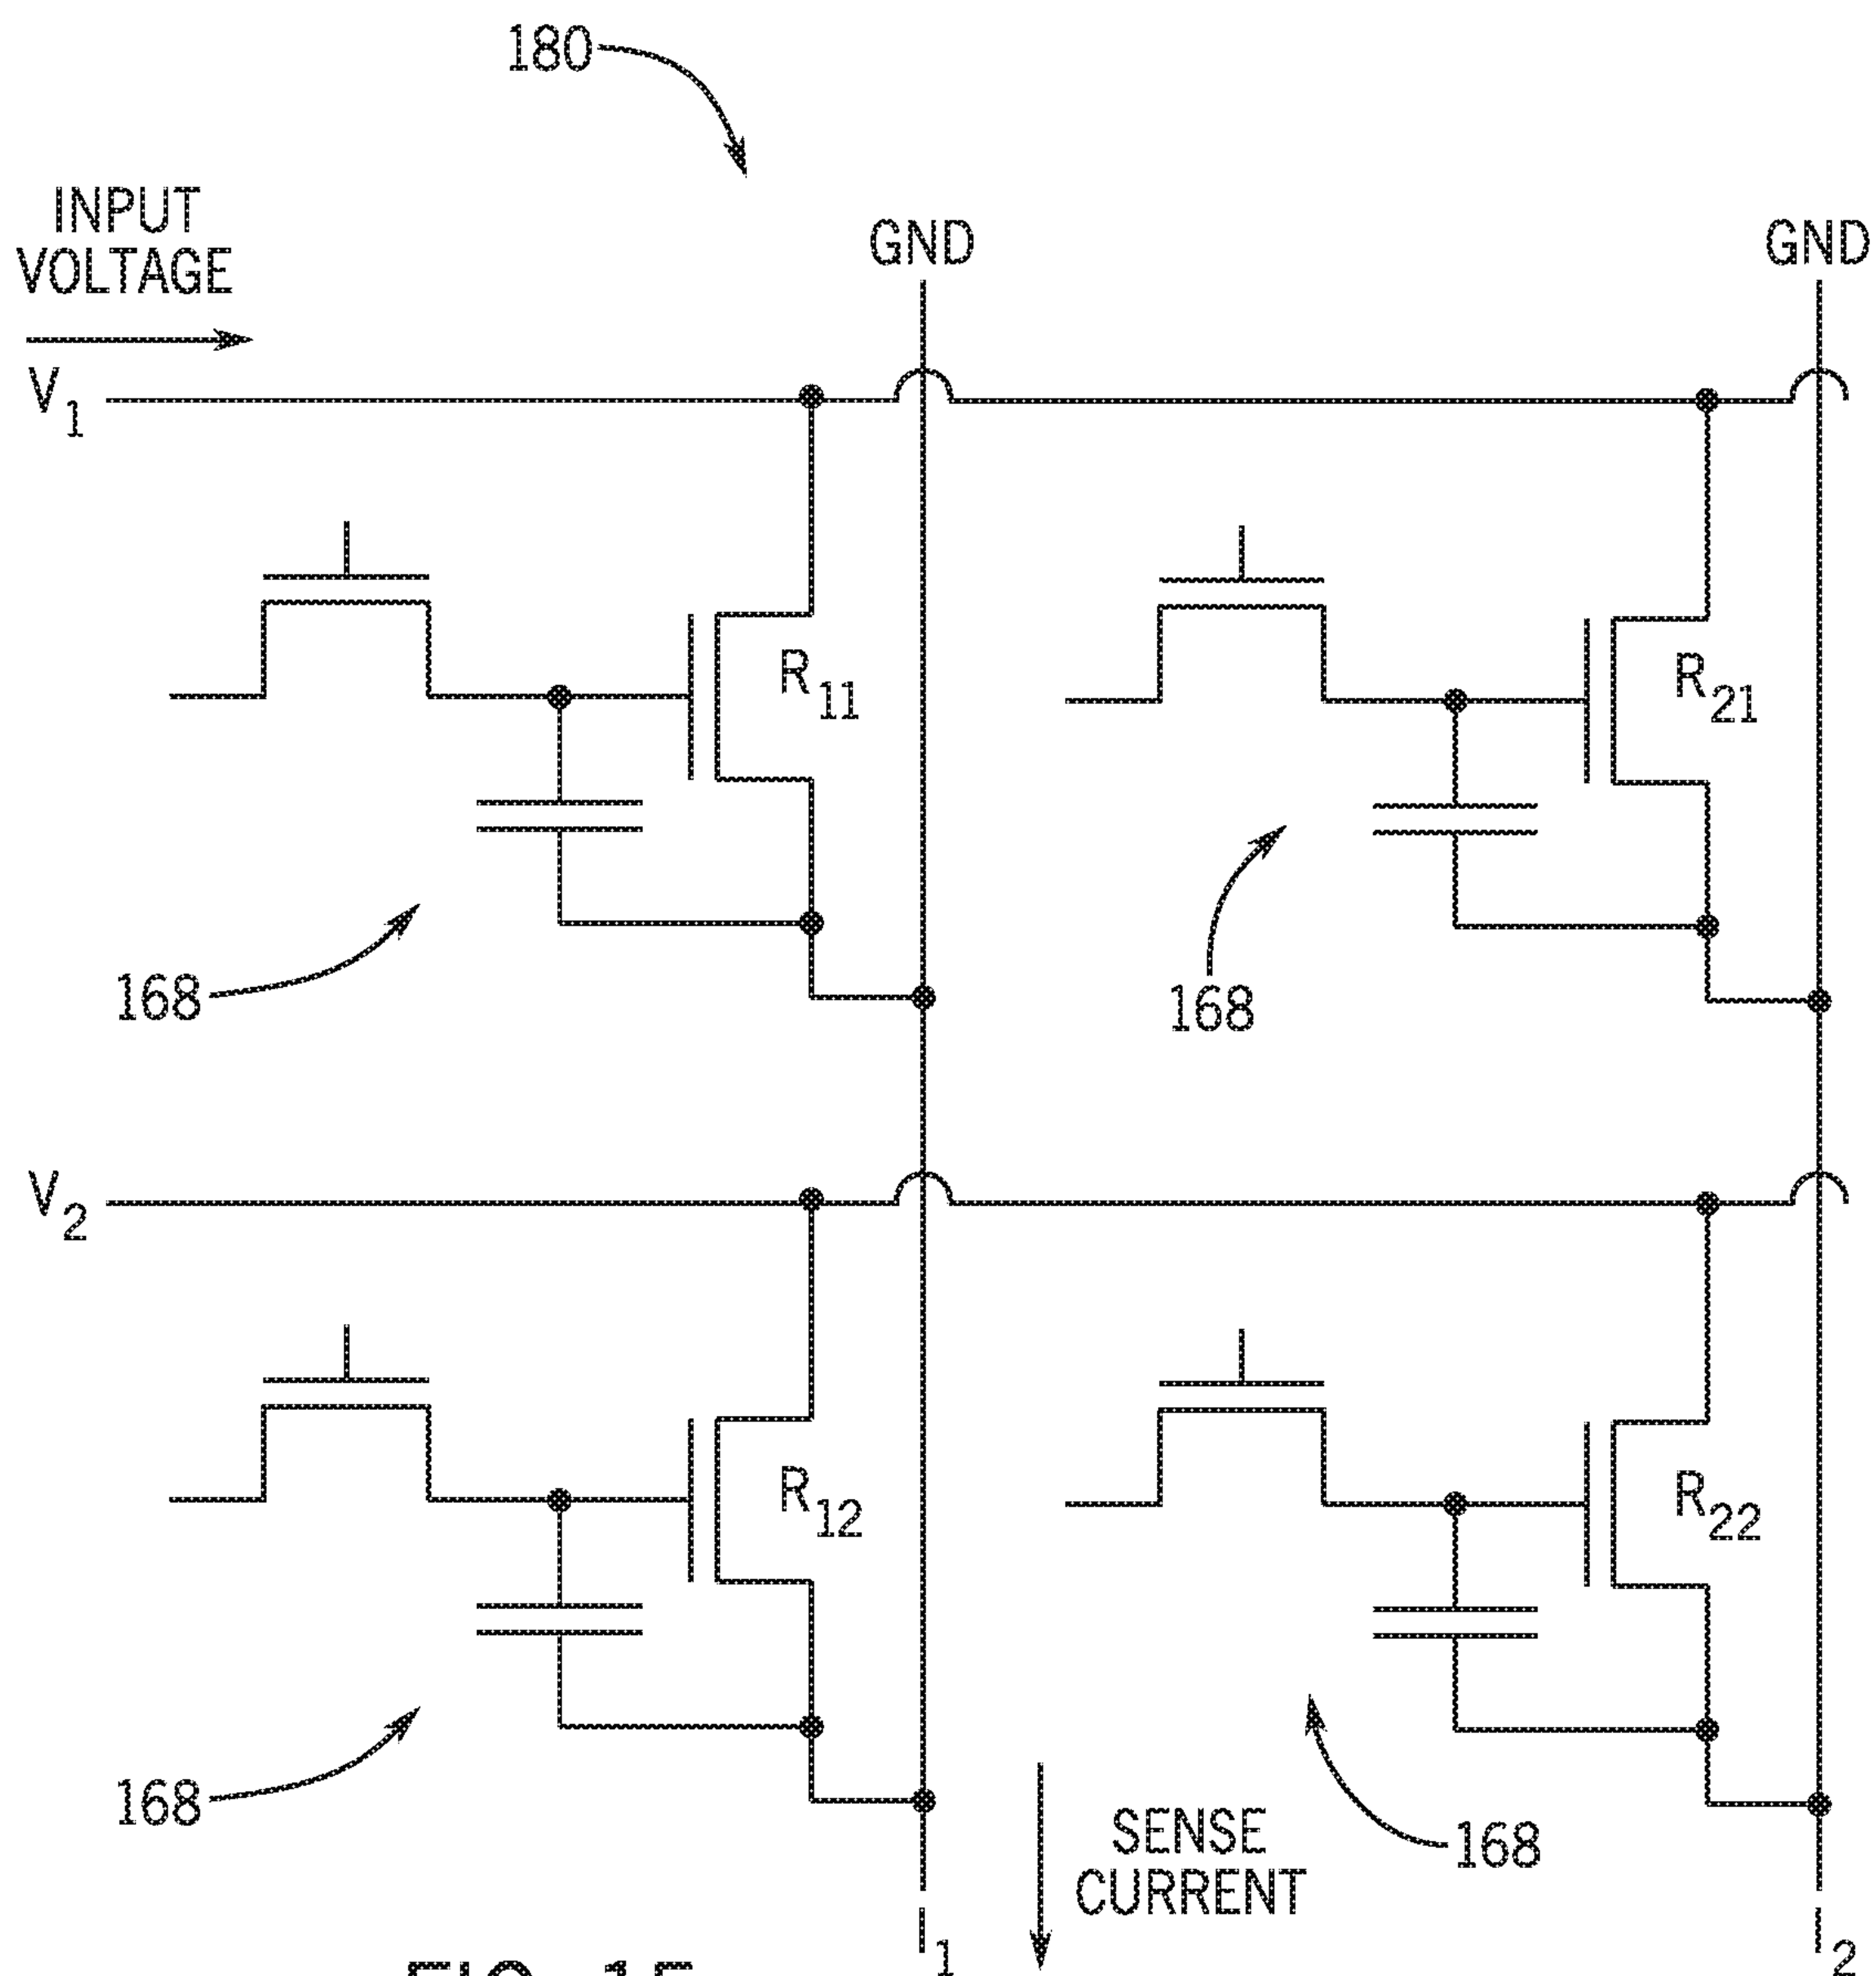 180
INPUT
VOLTAGE
GND
GND
V1
R11
R21
168
168
V2
R12
R22
168
168
SENSE
CURRENT
I1
I2